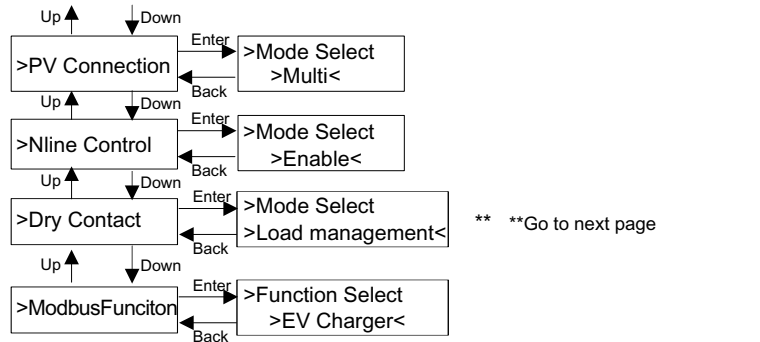 Up Down
>PV Connection
Enter
>Mode Select
>Multi<
Back
Up Down
>Nline Control
Enter
>Mode Select
>Enable<
Back
Up Down
>Dry Contact
Enter
>Mode Select
>Load management<
Back
** **Go to next page
Up Down
>ModbusFunciton
Enter
>Function Select
>EV Charger<
Back